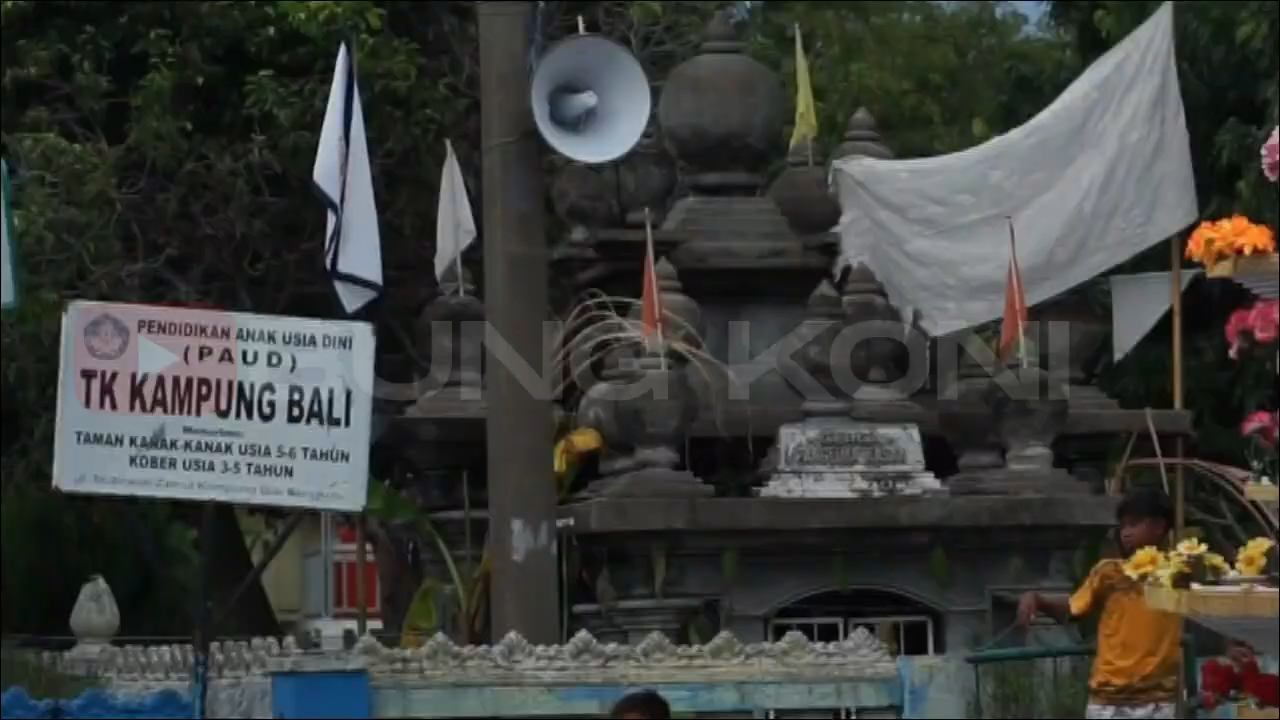 PENDIDIKAN ANAK USIA DINI
(PAUD)
TK KAMPUNG BALI
TAMAN KANAK-KANAK USIA 5-6 TAHUN
KOBER USIA 3-5 TAHUN
UNG KONI